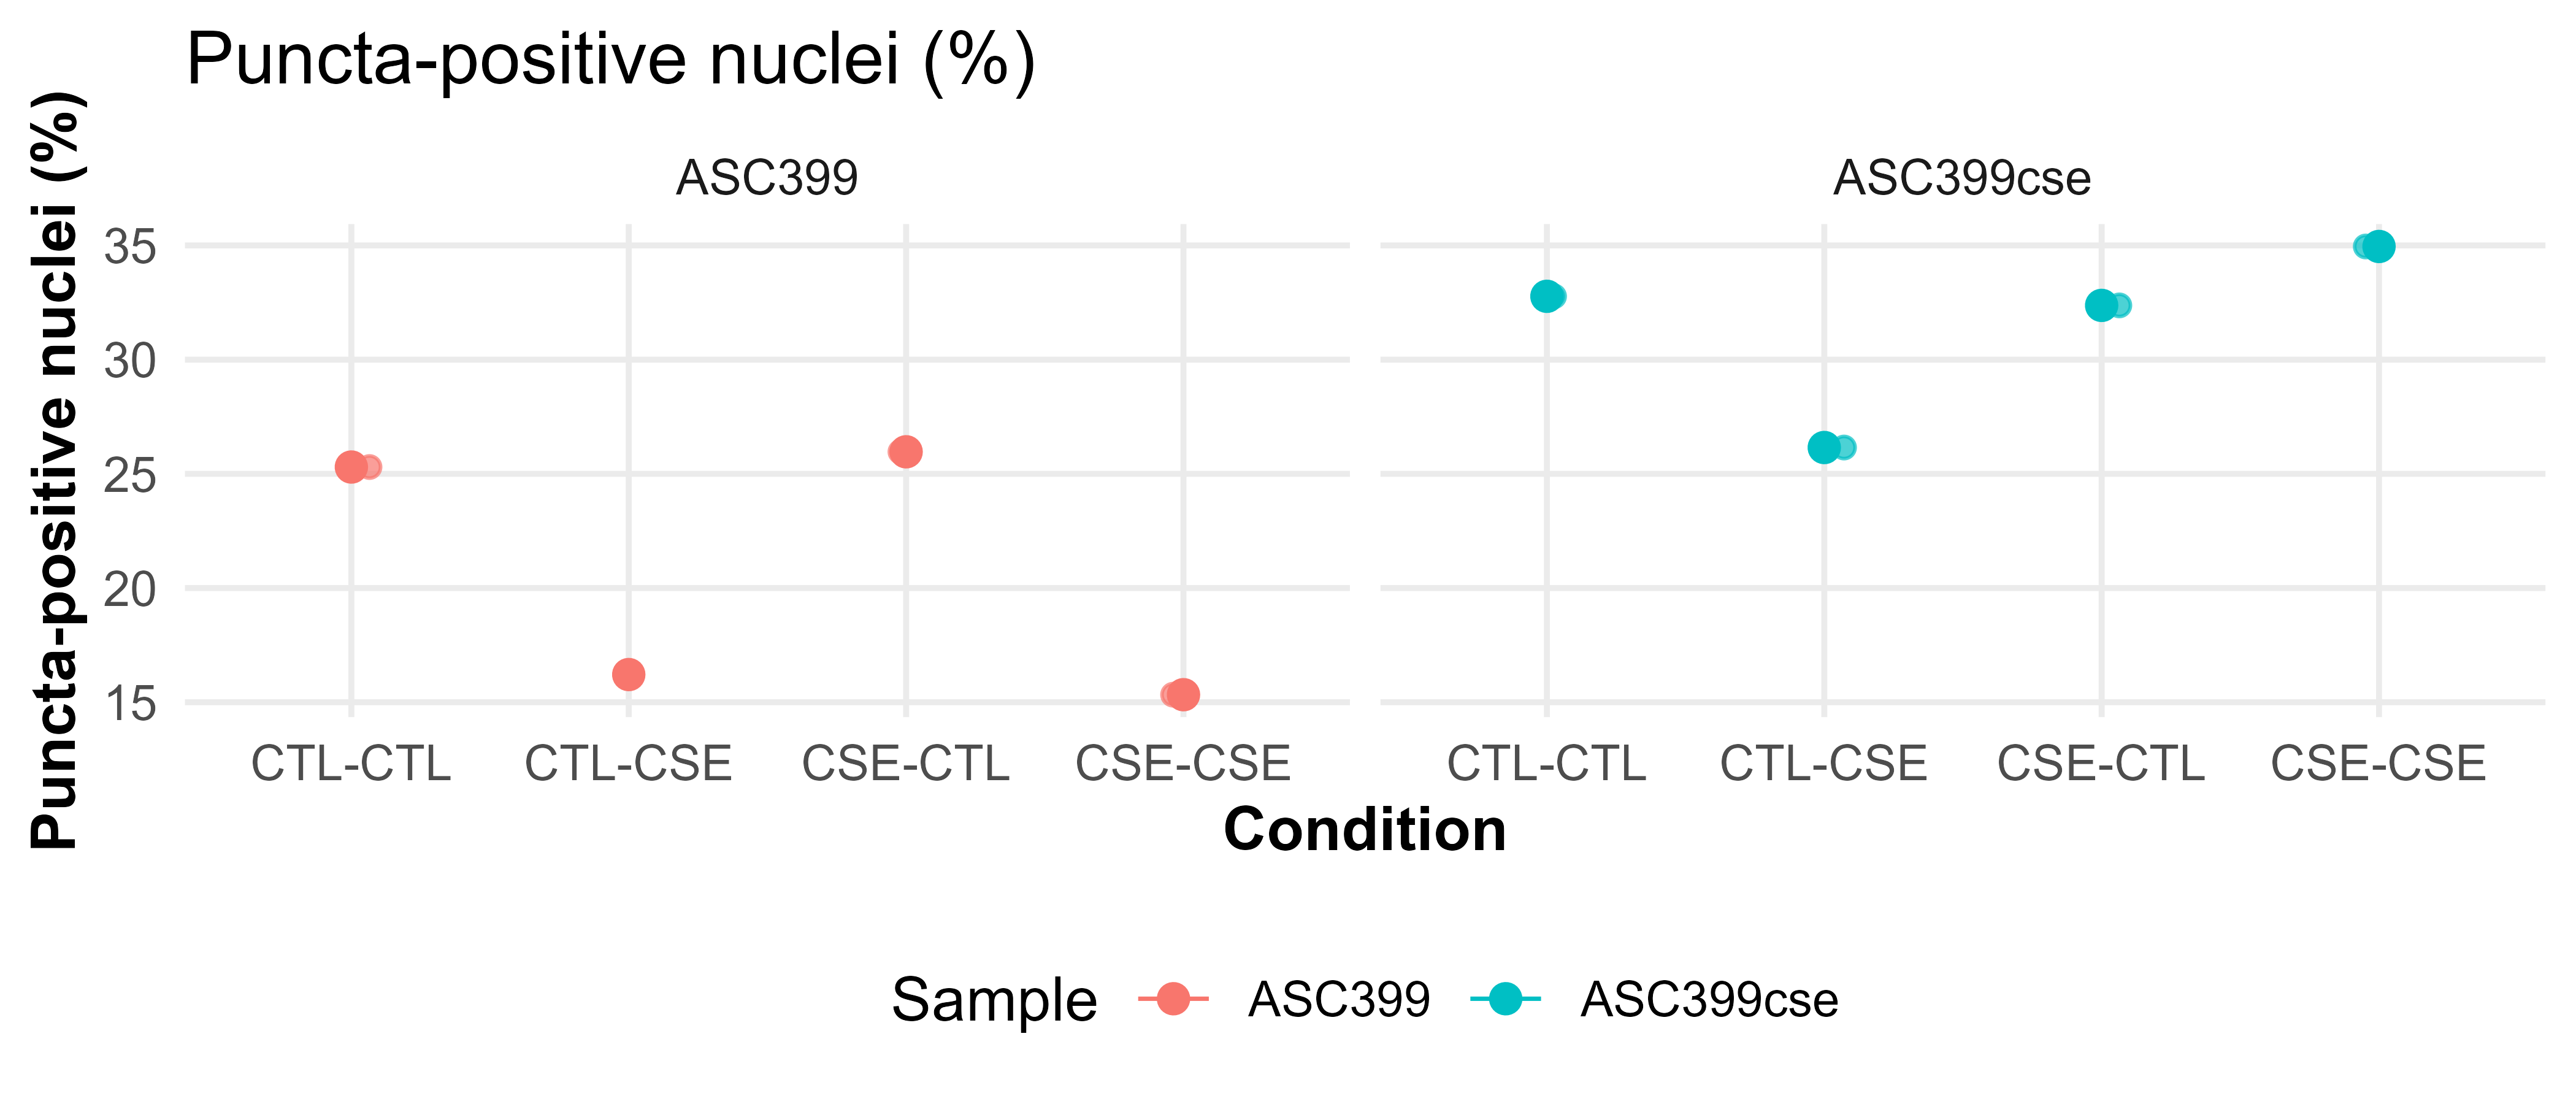 Puncta-positive nuclei (%)
Puncta-positive nuclei (%)
ASC399 ASC399cse
35
30
25
20
15
CTL-CTL CTL-CSE CSE-CTL CSE-CSE CTL-CTL CTL-CSE CSE-CTL CSE-CSE
Condition
Sample ASC399 ASC399cse